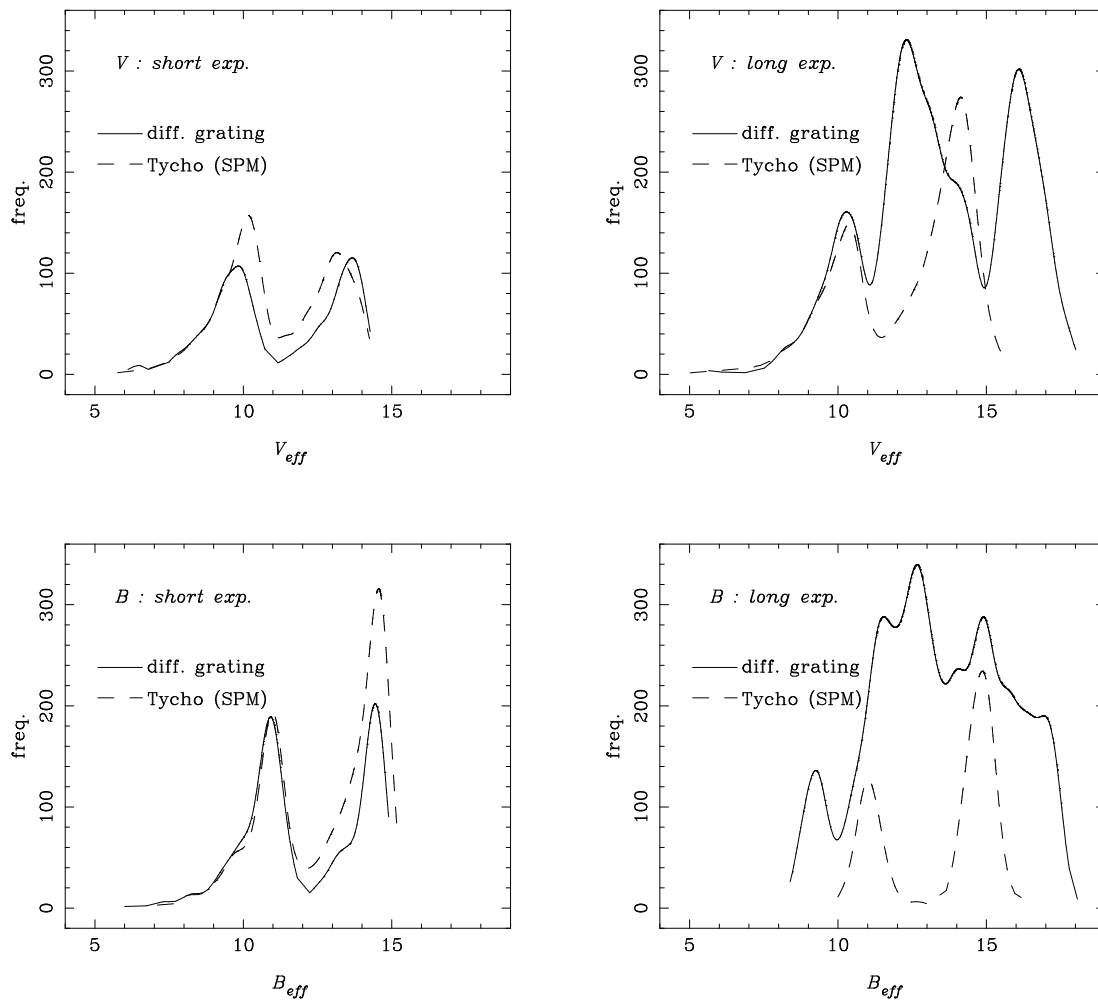 V : short exp.
diff. grating
Tycho (SPM)
freq.
0 100 200 300
5 10 15
V_eff
V : long exp.
diff. grating
Tycho (SPM)
freq.
0 100 200 300
5 10 15
V_eff
B : short exp.
diff. grating
Tycho (SPM)
freq.
0 100 200 300
5 10 15
B_eff
B : long exp.
diff. grating
Tycho (SPM)
freq.
0 100 200 300
5 10 15
B_eff